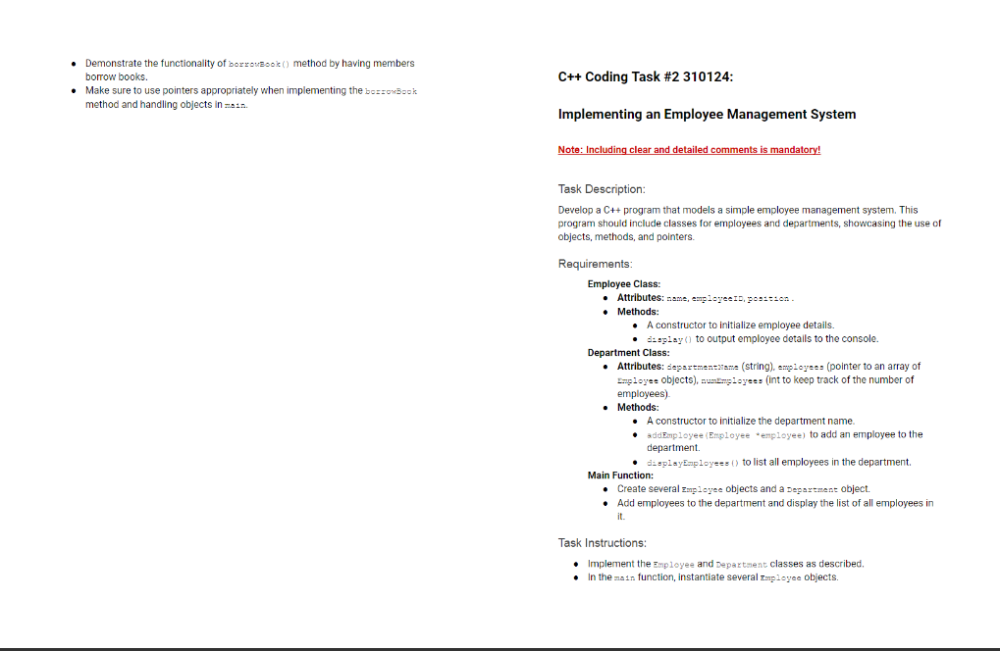 ● Demonstrate the functionality of borrowBook() method by having members
borrow books.
● Make sure to use pointers appropriately when implementing the borrowBook
method and handling objects in main.
C++ Coding Task #2 310124:
Implementing an Employee Management System
Note: Including clear and detailed comments is mandatory!
Task Description:
Develop a C++ program that models a simple employee management system. This
program should include classes for employees and departments, showcasing the use of
objects, methods, and pointers.
Requirements:
Employee Class:
● Attributes: name, employeeID, position.
● Methods:
● A constructor to initialize employee details.
● display() to output employee details to the console.
Department Class:
● Attributes: departmentName (string), employees (pointer to an array of
Employee objects), numEmployees (int to keep track of the number of
employees).
● Methods:
● A constructor to initialize the department name.
● addEmployee(Employee *employee) to add an employee to the
department.
● displayEmployees() to list all employees in the department.
Main Function:
● Create several Employee objects and a Department object.
● Add employees to the department and display the list of all employees in
it.
Task Instructions:
● Implement the Employee and Department classes as described.
● In the main function, instantiate several Employee objects.